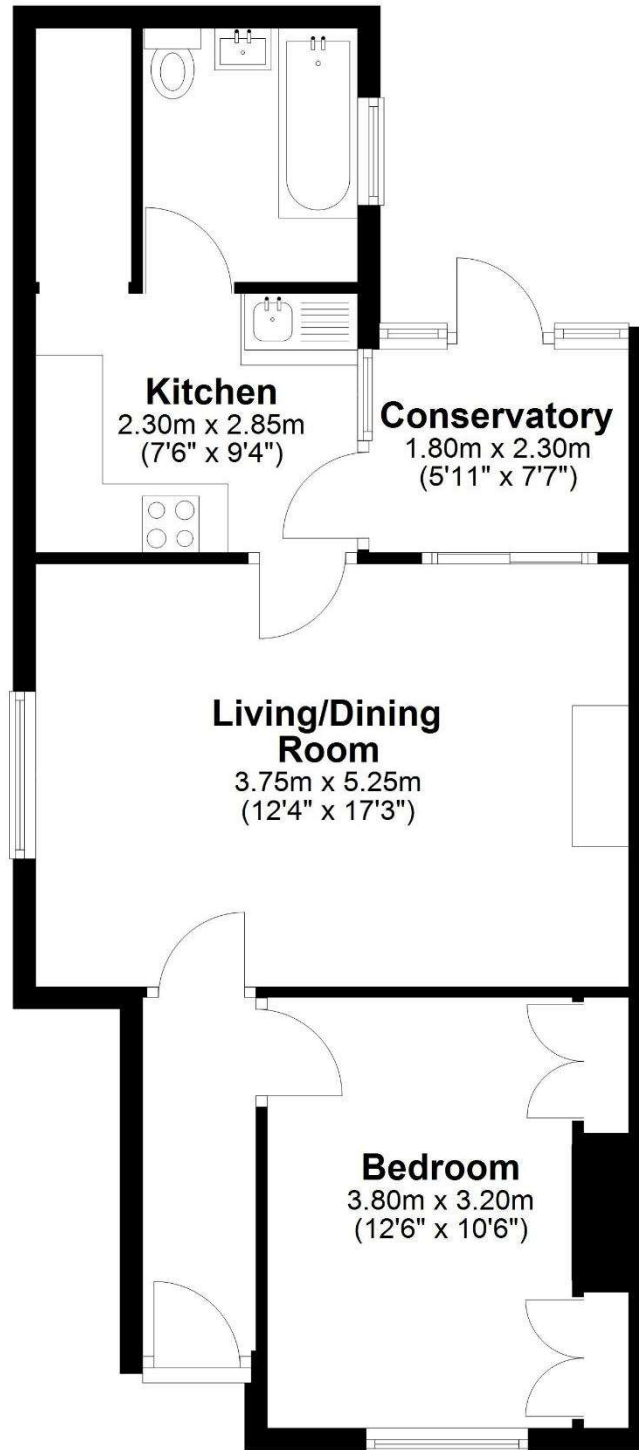 Kitchen
2.30m x 2.85m
(7'6" x 9'4")
Conservatory
1.80m x 2.30m
(5'11" x 7'7")
Living/Dining
Room
3.75m x 5.25m
(12'4" x 17'3")
Bedroom
3.80m x 3.20m
(12'6" x 10'6")